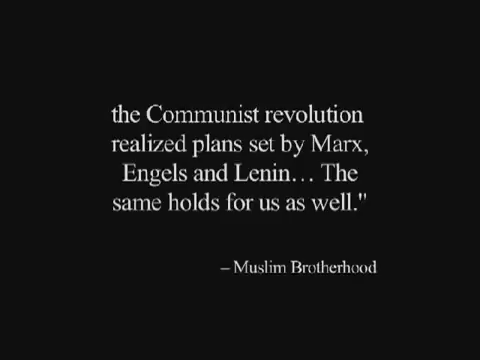 the Communist revolution
realized plans set by Marx,
Engels and Lenin… The
same holds for us as well."
– Muslim Brotherhood